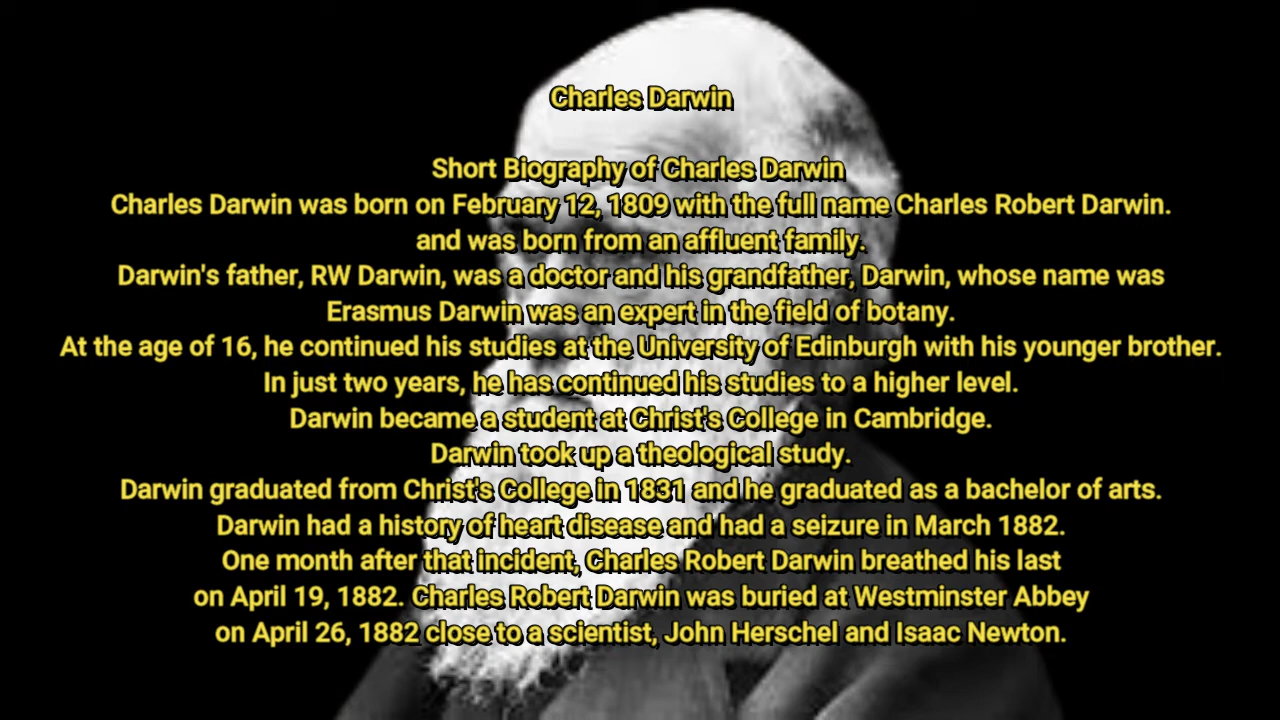 Charles Darwin
Short Biography of Charles Darwin
Charles Darwin was born on February 12, 1809 with the full name Charles Robert Darwin.
and was born from an affluent family.
Darwin's father, RW Darwin, was a doctor and his grandfather, Darwin, whose name was
Erasmus Darwin was an expert in the field of botany.
At the age of 16, he continued his studies at the University of Edinburgh with his younger brother.
In just two years, he has continued his studies to a higher level.
Darwin became a student at Christ's College in Cambridge.
Darwin took up a theological study.
Darwin graduated from Christ's College in 1831 and he graduated as a bachelor of arts.
Darwin had a history of heart disease and had a seizure in March 1882.
One month after that incident, Charles Robert Darwin breathed his last
on April 19, 1882. Charles Robert Darwin was buried at Westminster Abbey
on April 26, 1882 close to a scientist, John Herschel and Isaac Newton.